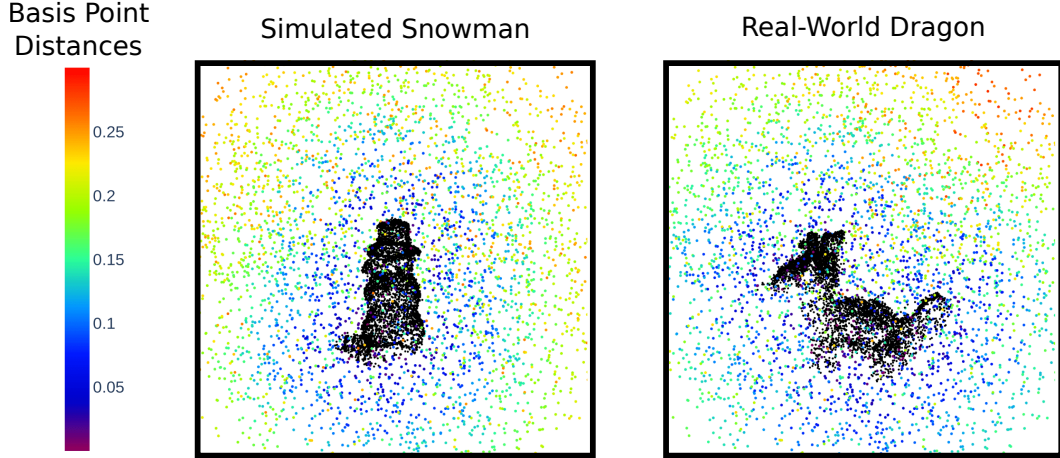 Basis Point
Distances
Simulated Snowman
Real-World Dragon
0.25
0.2
0.15
0.1
0.05